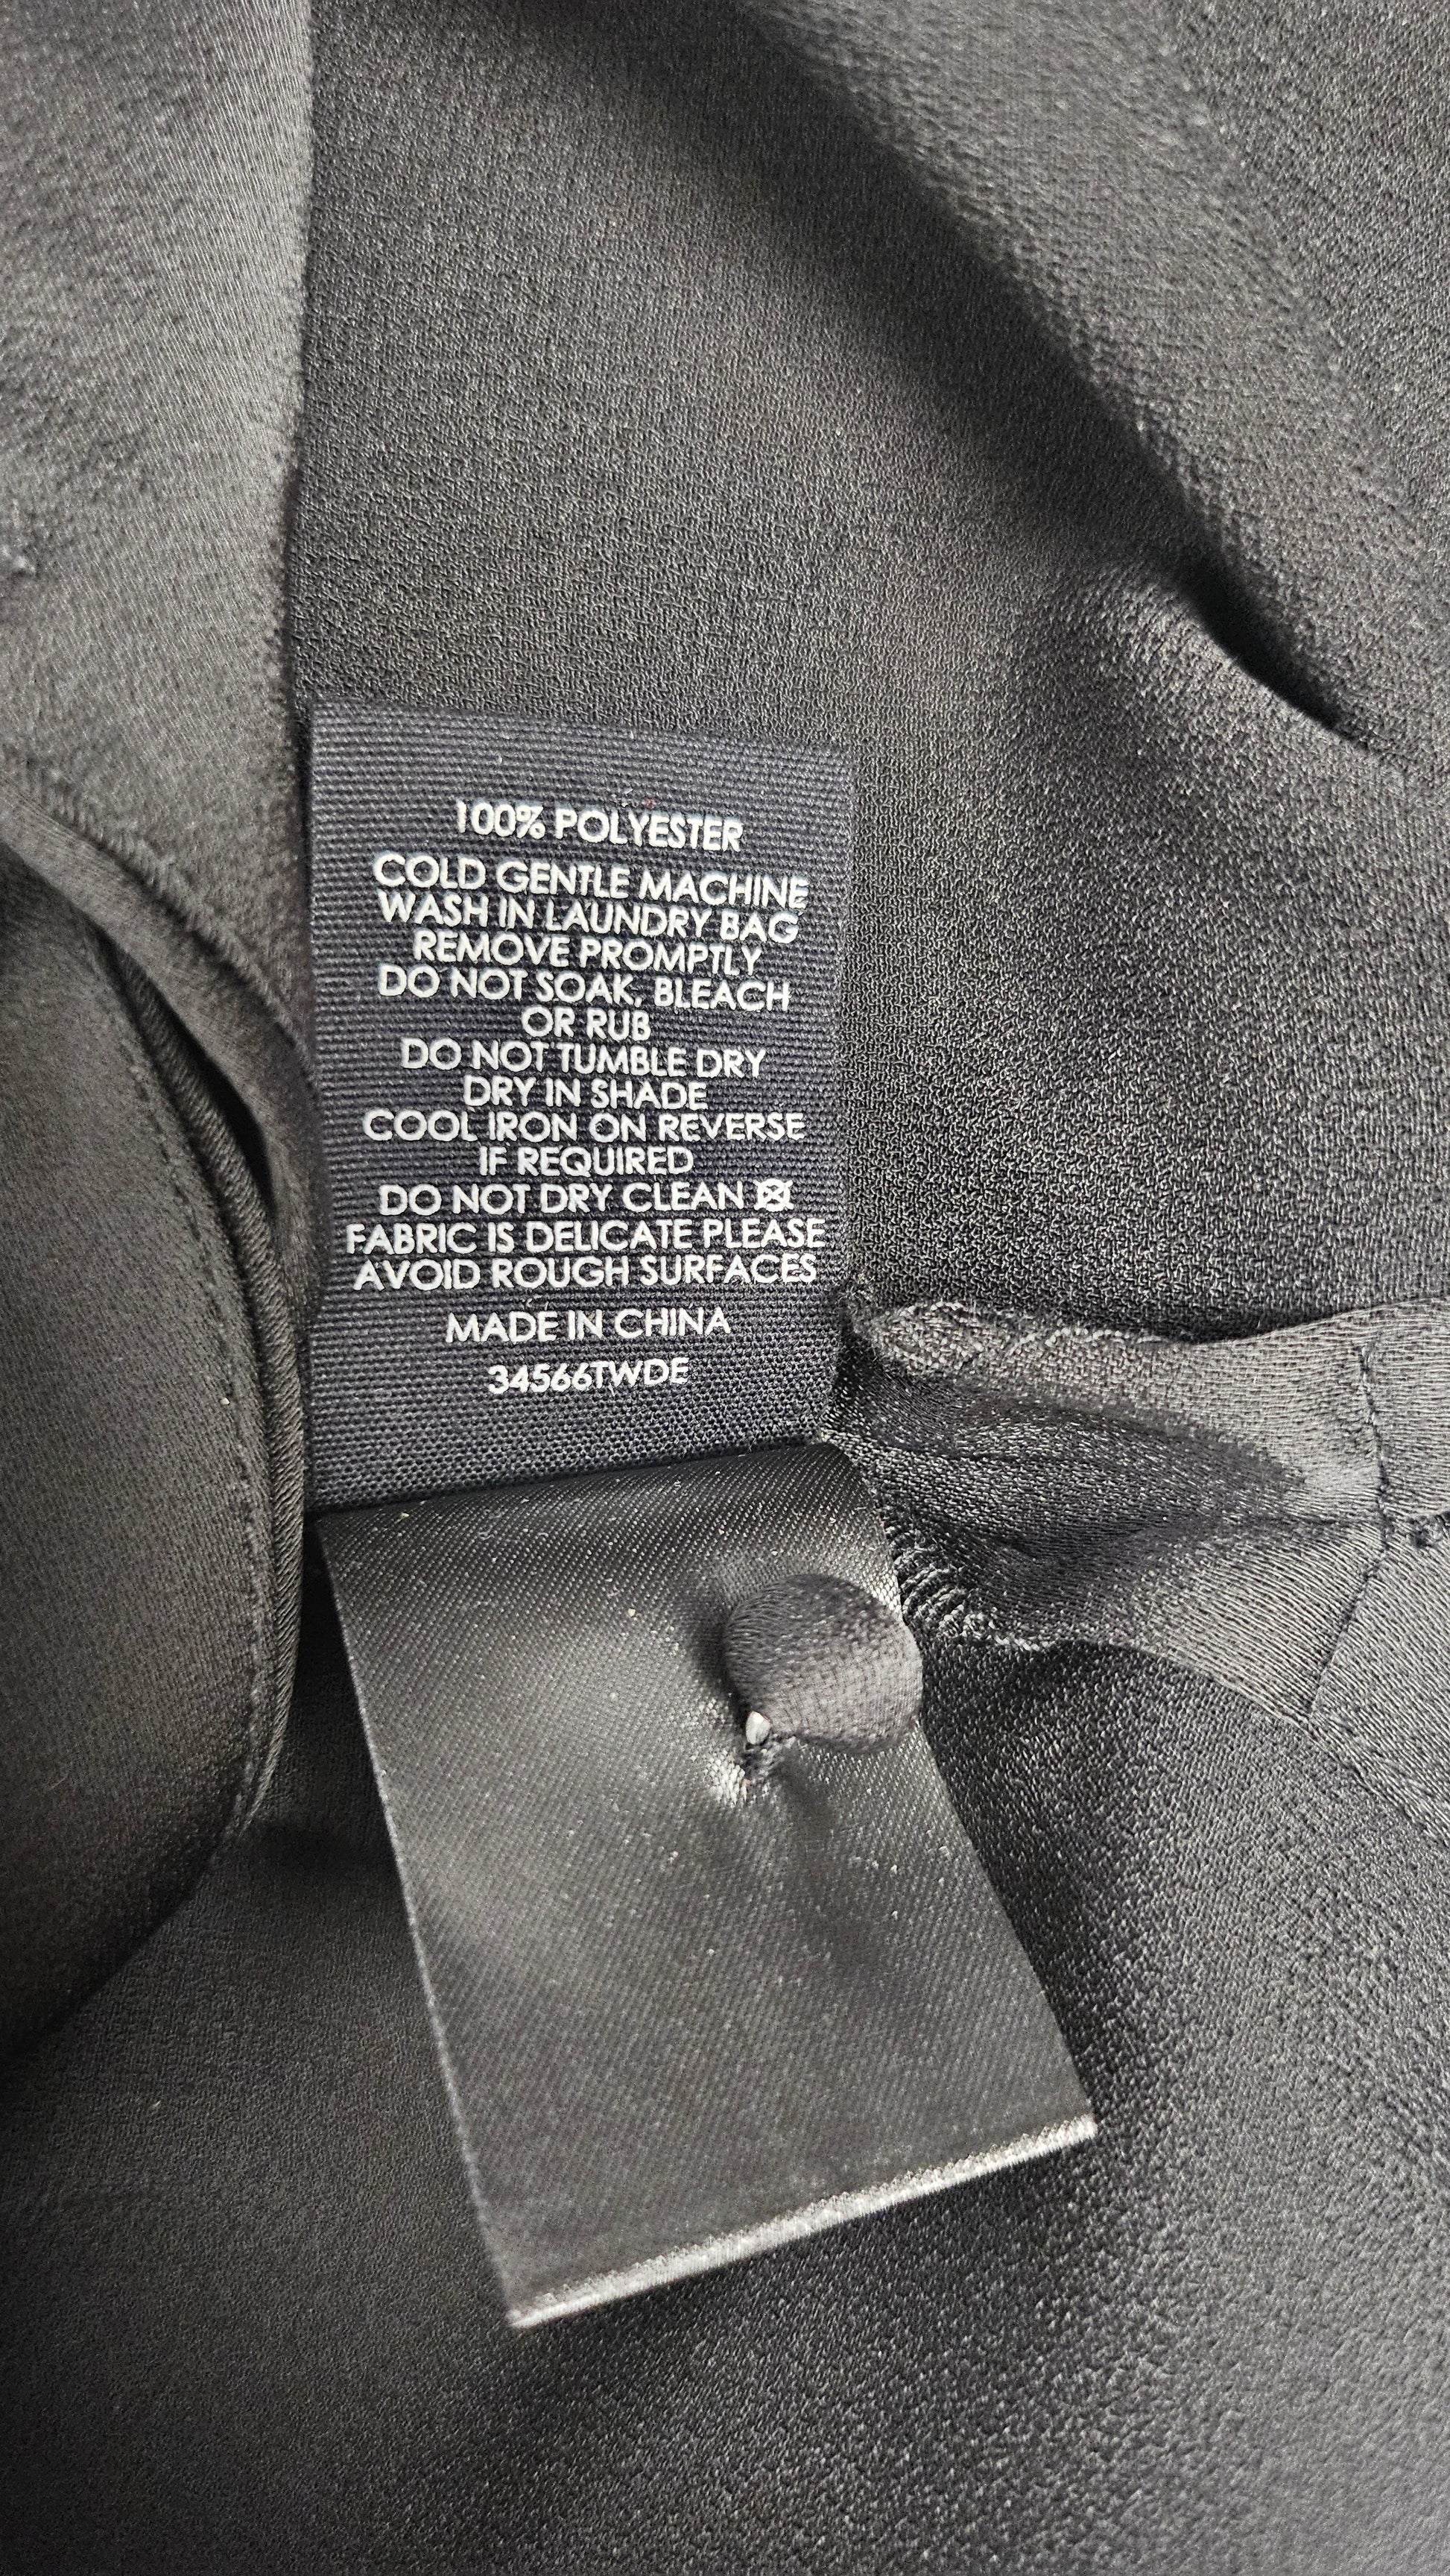 100% POLYESTER
COLD GENTLE MACHINE
WASH IN LAUNDRY BAG
REMOVE PROMPTLY
DO NOT SOAK, BLEACH
OR RUB
DO NOT TUMBLE DRY
DRY IN SHADE
COOL IRON ON REVERSE
IF REQUIRED
DO NOT DRY CLEAN
FABRIC IS DELICATE PLEASE
AVOID ROUGH SURFACES
MADE IN CHINA
34566TWDE